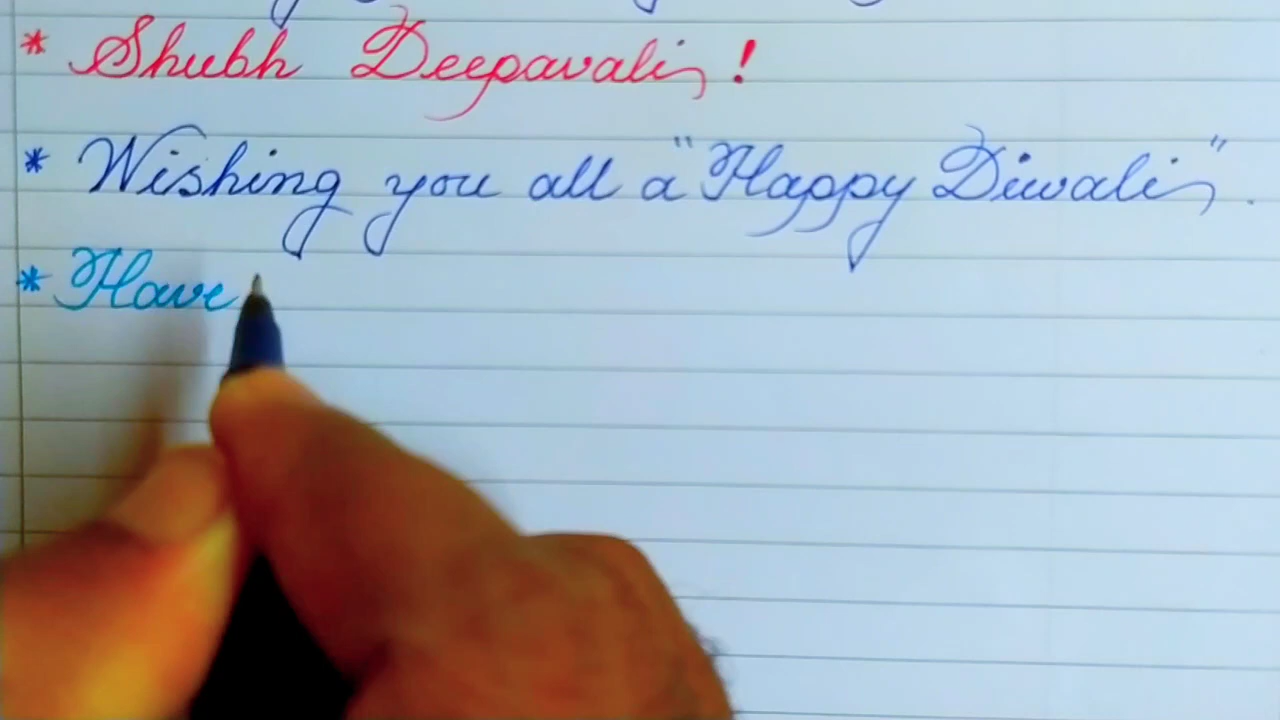 * Shubh Deepavali !
* Wishing you all a "Happy Diwali" .
* Have